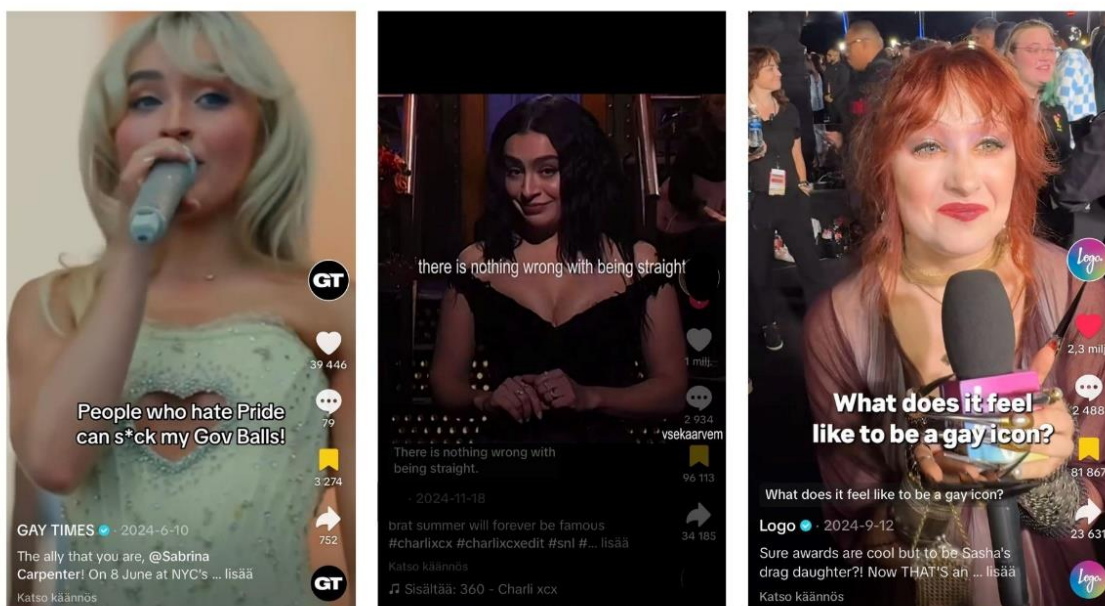 GT
39 446
People who hate Pride
can s*ck my Gov Balls!
79
3 274
GAY TIMES · 2024-6-10
752
The ally that you are, @Sabrina
Carpenter! On 8 June at NYC's ... lisää
Katso käännös
GT
there is nothing wrong with being straight
1 milj.
2 934
vsekaarvem
There is nothing wrong with
being straight.
96 113
· 2024-11-18
brat summer will forever be famous
#charlixcx #charlixcxedit #snl #... lisää
34 185
Katso käännös
♫ Sisältää: 360 - Charli xcx
Logo
2,3 milj.
What does it feel
like to be a gay icon?
2 488
81 867
What does it feel like to be a gay icon?
Logo · 2024-9-12
23 631
Sure awards are cool but to be Sasha's
drag daughter?! Now THAT'S an ... lisää
Katso käännös
Logo